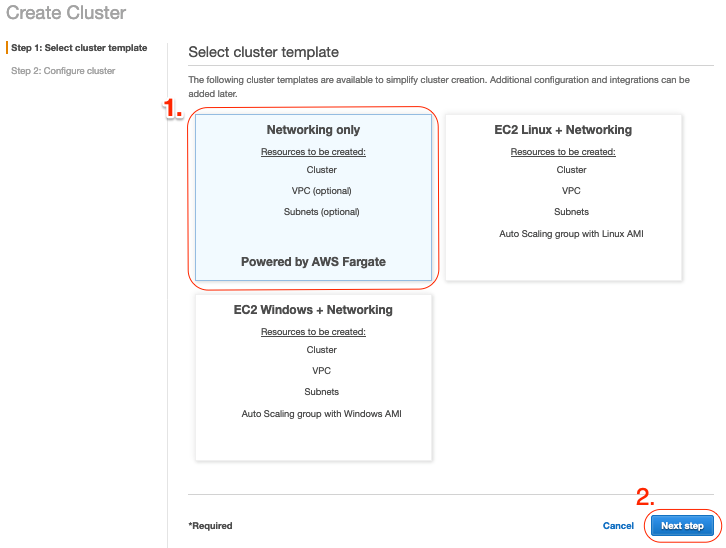 Create Cluster
Step 1: Select cluster template
Step 2: Configure cluster
Select cluster template
The following cluster templates are available to simplify cluster creation. Additional configuration and integrations can be
added later.
1.
Networking only
Resources to be created:
Cluster
VPC (optional)
Subnets (optional)
Powered by AWS Fargate
EC2 Linux + Networking
Resources to be created:
Cluster
VPC
Subnets
Auto Scaling group with Linux AMI
EC2 Windows + Networking
Resources to be created:
Cluster
VPC
Subnets
Auto Scaling group with Windows AMI
2.
*Required
Cancel
Next step